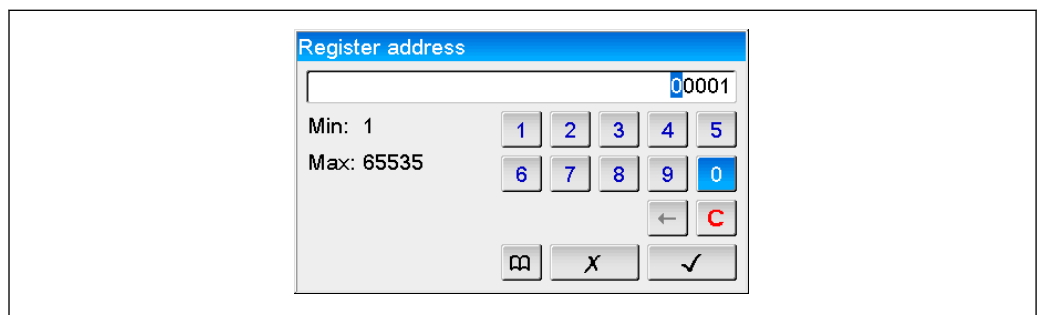 Register address
00001
Min: 1
Max: 65535
1 2 3 4 5
6 7 8 9 0
← C
✗ ✓